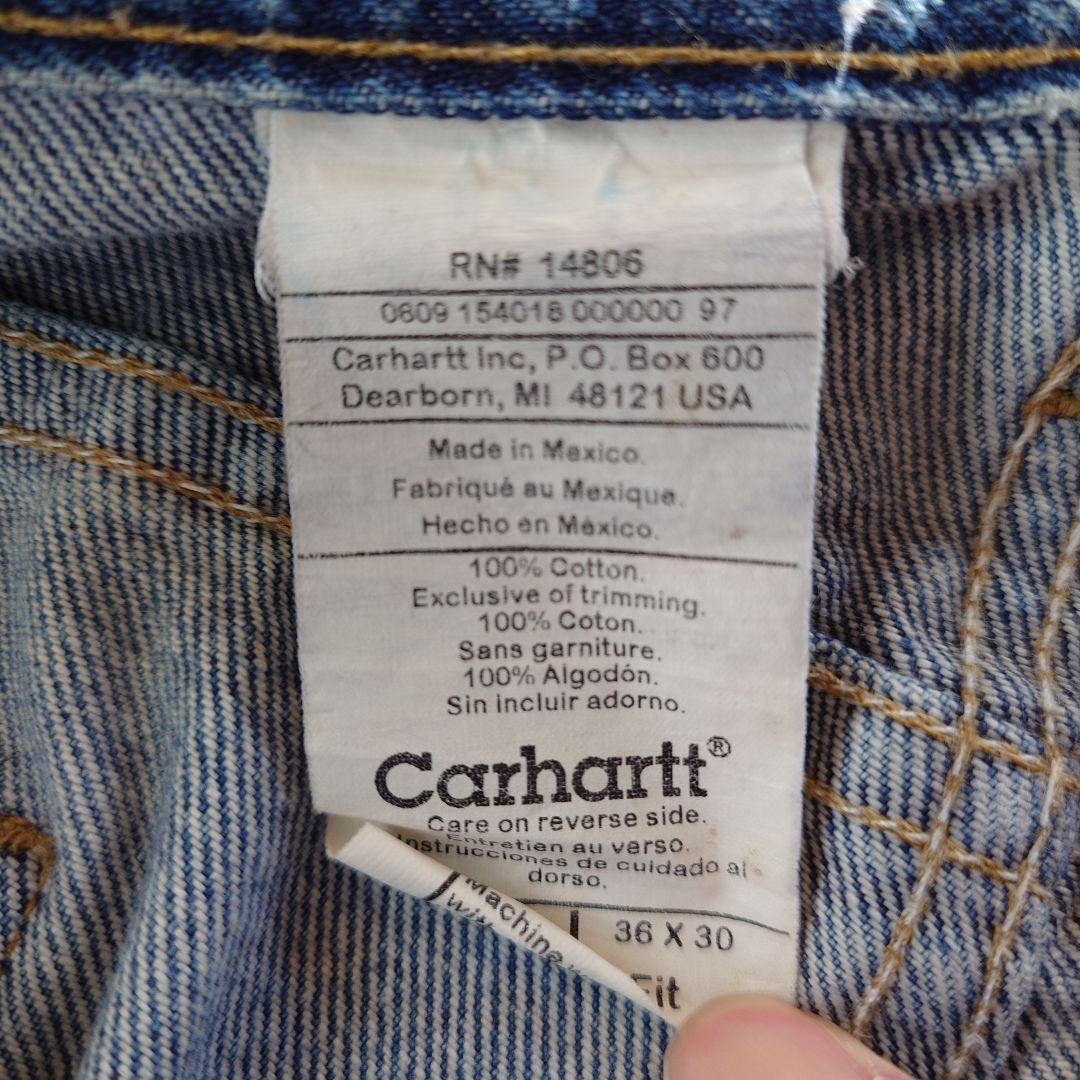 RN# 14806
0809 154018 000000 97
Carhartt Inc, P.O. Box 600
Dearborn, MI 48121 USA
Made in Mexico.
Fabriqué au Mexique.
Hecho en México.
100% Cotton.
Exclusive of trimming.
100% Coton.
Sans garniture.
100% Algodón.
Sin incluir adorno.
Carhartt®
Care on reverse side.
Entretien au verso.
Instrucciones de cuidado al
dorso.
Machine
36 X 30
Fit